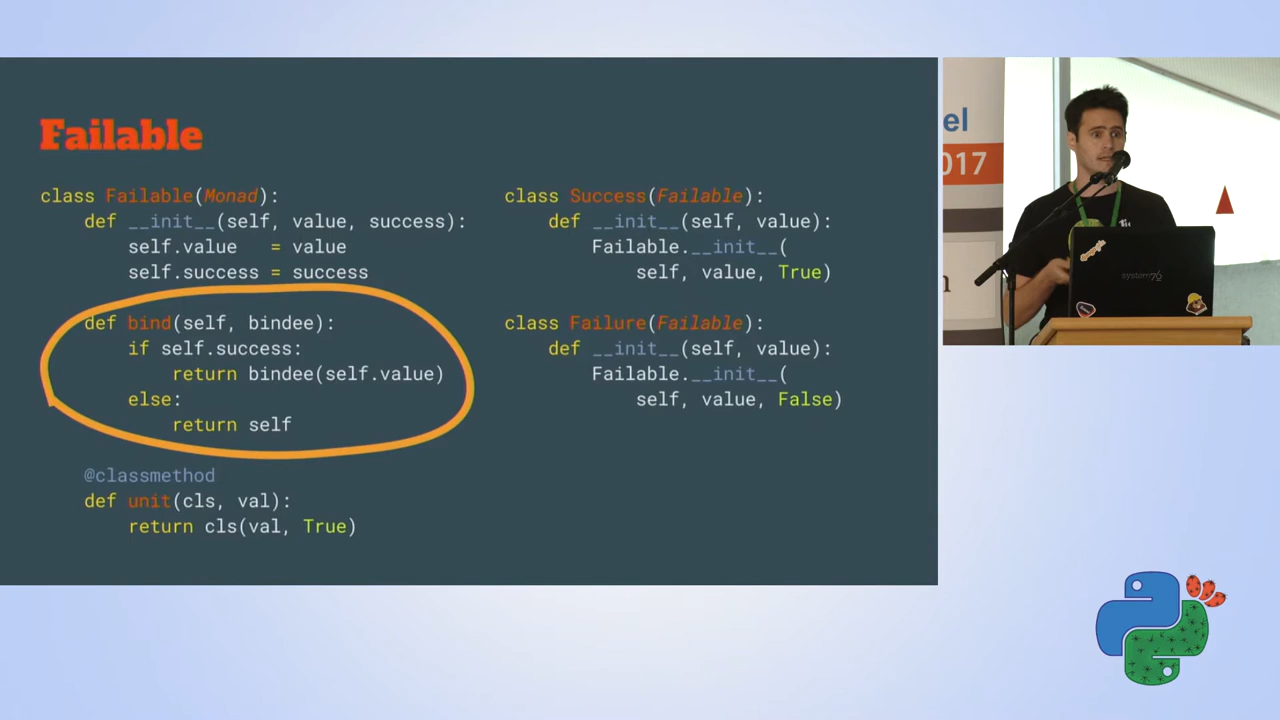 Failable
class Failable(Monad):
    def __init__(self, value, success):
        self.value   = value
        self.success = success
    def bind(self, bindee):
        if self.success:
            return bindee(self.value)
        else:
            return self
    @classmethod
    def unit(cls, val):
        return cls(val, True)
class Success(Failable):
    def __init__(self, value):
        Failable.__init__(
            self, value, True)
class Failure(Failable):
    def __init__(self, value):
        Failable.__init__(
            self, value, False)
el
017
n
system76